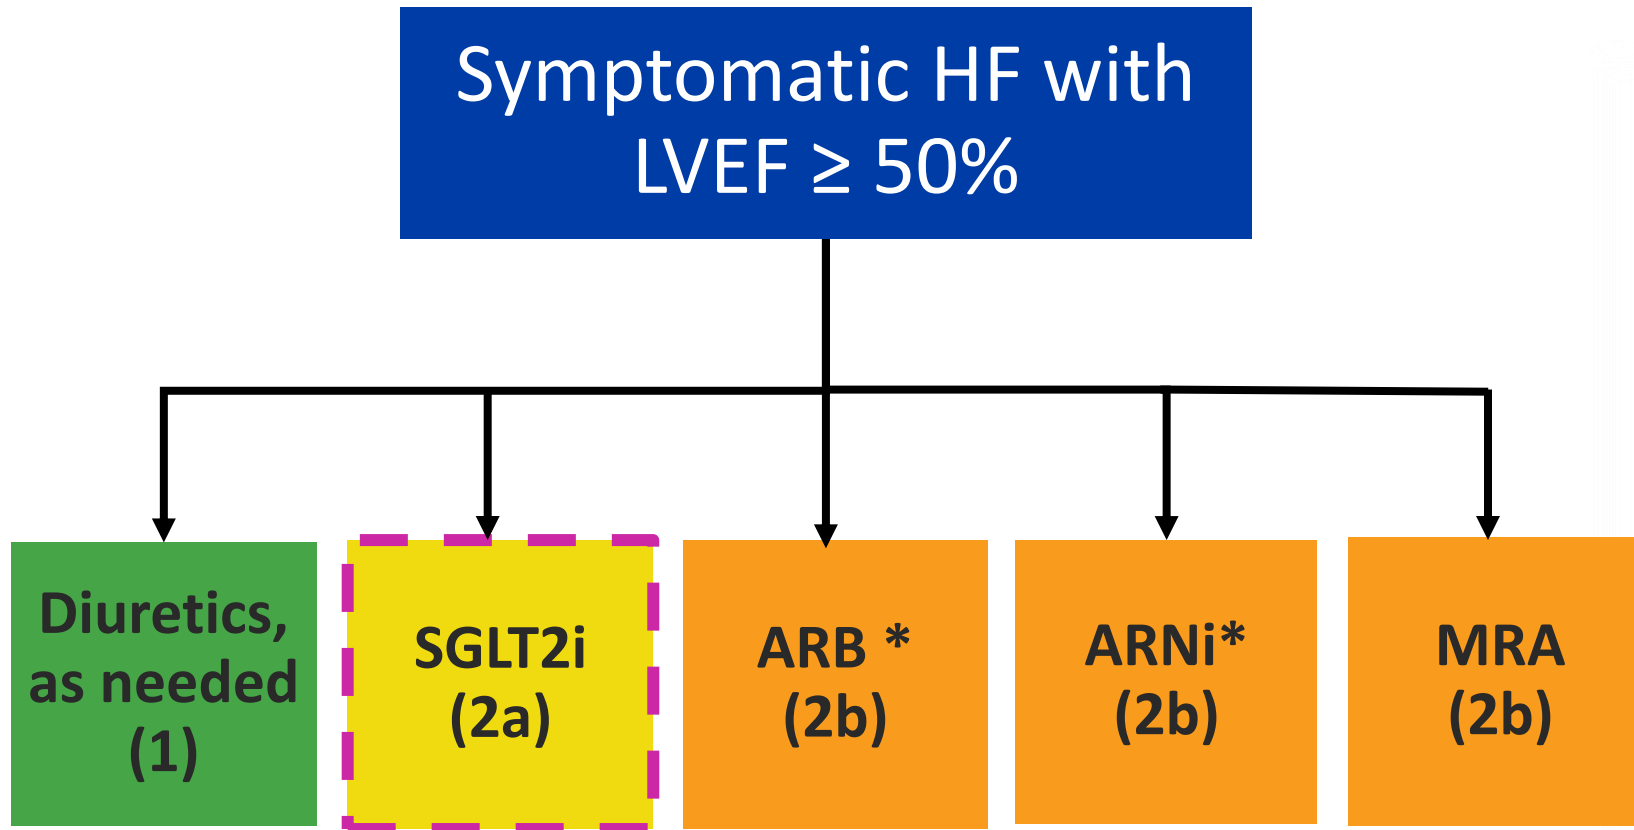 Symptomatic HF with
LVEF ≥ 50%
Diuretics,
as needed
(1)
SGLT2i
(2a)
ARB *
(2b)
ARNi*
(2b)
MRA
(2b)